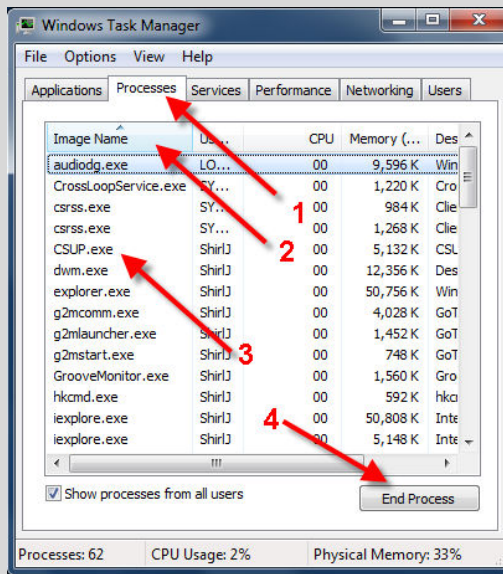 Windows Task Manager
File Options View Help
Applications Processes Services Performance Networking Users
Image Name Us... CPU Memory (... Des
audiodg.exe LO... 00 9,596 K Win
CrossLoopService.exe SY... 00 1,220 K Cro
csrss.exe SY... 00 984 K Clie
1
csrss.exe SY... 00 1,268 K Clie
2
CSUP.exe ShirlJ 00 5,132 K CSU
dwm.exe ShirlJ 00 12,356 K Des
explorer.exe ShirlJ 00 50,756 K Win
g2mcomm.exe ShirlJ 00 4,028 K GoT
g2mlauncher.exe ShirlJ 00 1,452 K GoT
3
g2mstart.exe ShirlJ 00 748 K GoT
GrooveMonitor.exe ShirlJ 00 1,560 K Gro
hkcmd.exe ShirlJ 00 592 K hkcr
4
iexplore.exe ShirlJ 00 50,808 K Inte
iexplore.exe ShirlJ 00 5,148 K Inte
Show processes from all users
End Process
Processes: 62 CPU Usage: 2% Physical Memory: 33%